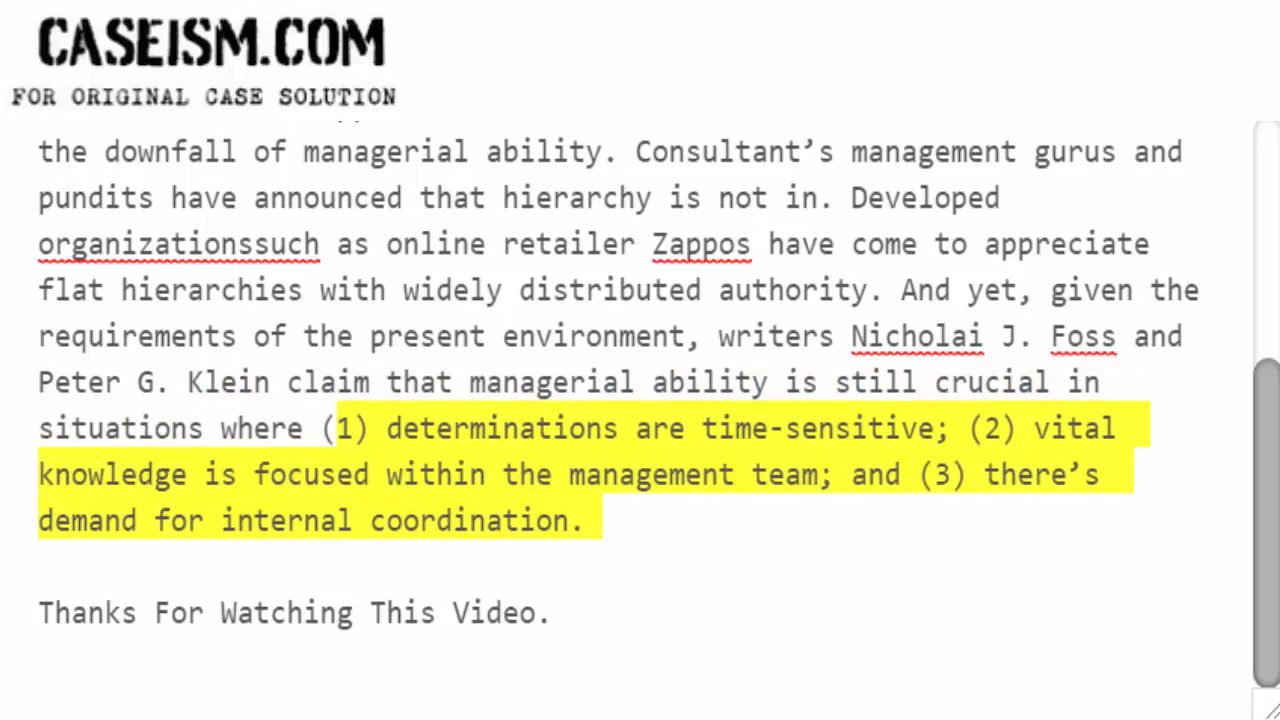 CASEISM.COM
FOR ORIGINAL CASE SOLUTION
the downfall of managerial ability. Consultant’s management gurus and
pundits have announced that hierarchy is not in. Developed
organizationssuch as online retailer Zappos have come to appreciate
flat hierarchies with widely distributed authority. And yet, given the
requirements of the present environment, writers Nicholai J. Foss and
Peter G. Klein claim that managerial ability is still crucial in
situations where (1) determinations are time-sensitive; (2) vital
knowledge is focused within the management team; and (3) there’s
demand for internal coordination.
Thanks For Watching This Video.